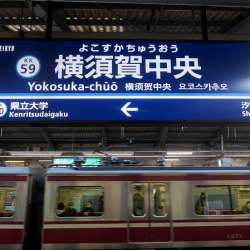 KEIKYU
よこすかちゅうおう
KK
59
横須賀中央
Yokosuka-chūō 横須賀中央 요코스카추오
県立大学
Kenritsudaigaku
←
汐